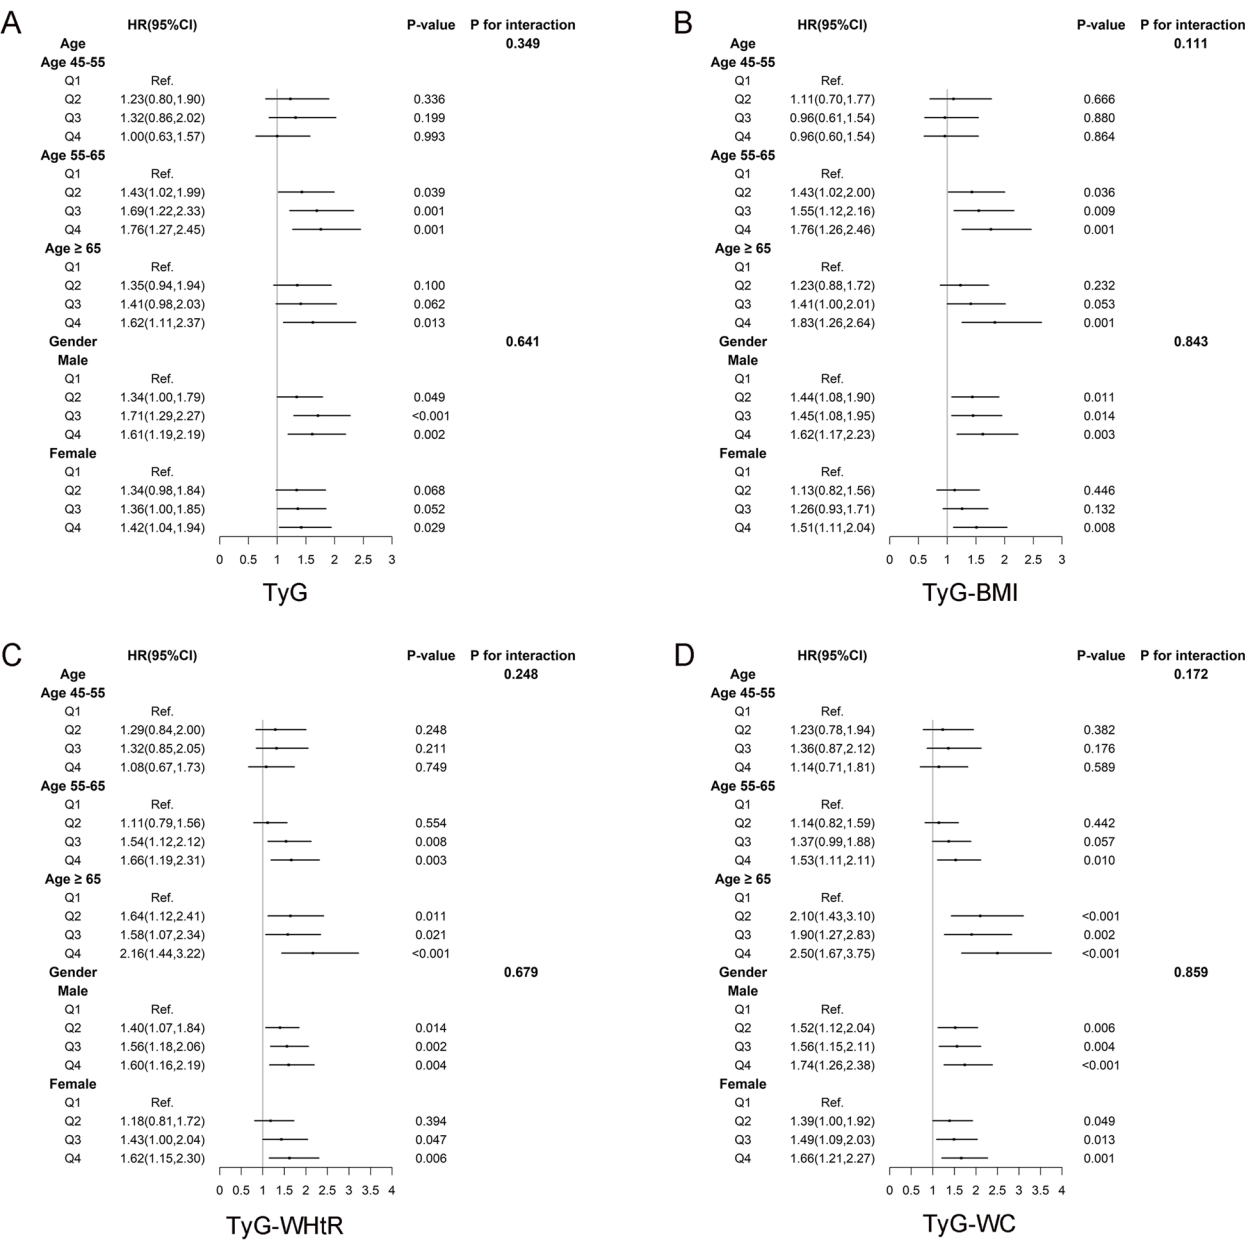 A
HR(95%CI) P-value P for interaction
Age 0.349
Age 45-55
Q1 Ref.
Q2 1.23(0.80,1.90) 0.336
Q3 1.32(0.86,2.02) 0.199
Q4 1.00(0.63,1.57) 0.993
Age 55-65
Q1 Ref.
Q2 1.43(1.02,1.99) 0.039
Q3 1.69(1.22,2.33) 0.001
Q4 1.76(1.27,2.45) 0.001
Age ≥ 65
Q1 Ref.
Q2 1.35(0.94,1.94) 0.100
Q3 1.41(0.98,2.03) 0.062
Q4 1.62(1.11,2.37) 0.013
Gender 0.641
Male
Q1 Ref.
Q2 1.34(1.00,1.79) 0.049
Q3 1.71(1.29,2.27) <0.001
Q4 1.61(1.19,2.19) 0.002
Female
Q1 Ref.
Q2 1.34(0.98,1.84) 0.068
Q3 1.36(1.00,1.85) 0.052
Q4 1.42(1.04,1.94) 0.029
0 0.5 1 1.5 2 2.5 3
TyG
B
HR(95%CI) P-value P for interaction
Age 0.111
Age 45-55
Q1 Ref.
Q2 1.11(0.70,1.77) 0.666
Q3 0.96(0.61,1.54) 0.880
Q4 0.96(0.60,1.54) 0.864
Age 55-65
Q1 Ref.
Q2 1.43(1.02,2.00) 0.036
Q3 1.55(1.12,2.16) 0.009
Q4 1.76(1.26,2.46) 0.001
Age ≥ 65
Q1 Ref.
Q2 1.23(0.88,1.72) 0.232
Q3 1.41(1.00,2.01) 0.053
Q4 1.83(1.26,2.64) 0.001
Gender 0.843
Male
Q1 Ref.
Q2 1.44(1.08,1.90) 0.011
Q3 1.45(1.08,1.95) 0.014
Q4 1.62(1.17,2.23) 0.003
Female
Q1 Ref.
Q2 1.13(0.82,1.56) 0.446
Q3 1.26(0.93,1.71) 0.132
Q4 1.51(1.11,2.04) 0.008
0 0.5 1 1.5 2 2.5 3
TyG-BMI
C
HR(95%CI) P-value P for interaction
Age 0.248
Age 45-55
Q1 Ref.
Q2 1.29(0.84,2.00) 0.248
Q3 1.32(0.85,2.05) 0.211
Q4 1.08(0.67,1.73) 0.749
Age 55-65
Q1 Ref.
Q2 1.11(0.79,1.56) 0.554
Q3 1.54(1.12,2.12) 0.008
Q4 1.66(1.19,2.31) 0.003
Age ≥ 65
Q1 Ref.
Q2 1.64(1.12,2.41) 0.011
Q3 1.58(1.07,2.34) 0.021
Q4 2.16(1.44,3.22) <0.001
Gender 0.679
Male
Q1 Ref.
Q2 1.40(1.07,1.84) 0.014
Q3 1.56(1.18,2.06) 0.002
Q4 1.60(1.16,2.19) 0.004
Female
Q1 Ref.
Q2 1.18(0.81,1.72) 0.394
Q3 1.43(1.00,2.04) 0.047
Q4 1.62(1.15,2.30) 0.006
0 0.5 1 1.5 2 2.5 3 3.5 4
TyG-WHtR
D
HR(95%CI) P-value P for interaction
Age 0.172
Age 45-55
Q1 Ref.
Q2 1.23(0.78,1.94) 0.382
Q3 1.36(0.87,2.12) 0.176
Q4 1.14(0.71,1.81) 0.589
Age 55-65
Q1 Ref.
Q2 1.14(0.82,1.59) 0.442
Q3 1.37(0.99,1.88) 0.057
Q4 1.53(1.11,2.11) 0.010
Age ≥ 65
Q1 Ref.
Q2 2.10(1.43,3.10) <0.001
Q3 1.90(1.27,2.83) 0.002
Q4 2.50(1.67,3.75) <0.001
Gender 0.859
Male
Q1 Ref.
Q2 1.52(1.12,2.04) 0.006
Q3 1.56(1.15,2.11) 0.004
Q4 1.74(1.26,2.38) <0.001
Female
Q1 Ref.
Q2 1.39(1.00,1.92) 0.049
Q3 1.49(1.09,2.03) 0.013
Q4 1.66(1.21,2.27) 0.001
0 0.5 1 1.5 2 2.5 3 3.5 4
TyG-WC